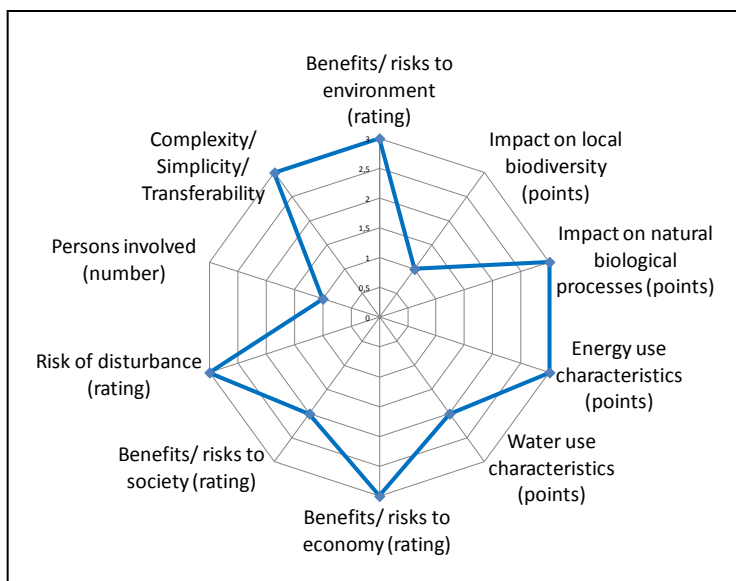 Benefits/ risks to
environment
(rating)
Impact on local
biodiversity
(points)
Impact on natural
biological
processes (points)
Energy use
characteristics
(points)
Water use
characteristics
(points)
Benefits/ risks to
economy (rating)
Benefits/ risks to
society (rating)
Risk of disturbance
(rating)
Persons involved
(number)
Complexity/
Simplicity/
Transferability
3
2,5
2
1,5
1
0,5
0